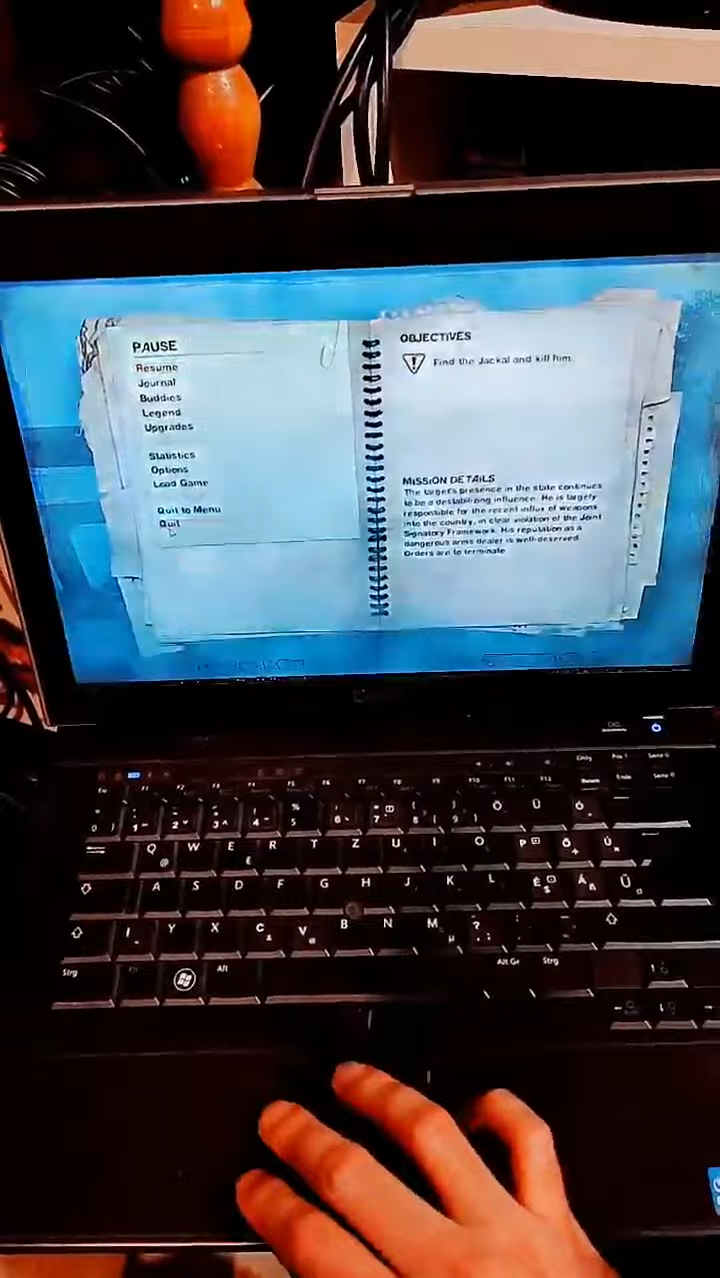 PAUSE
Resume
Journal
Buddies
Legend
Upgrades
Statistics
Options
Load Game
Quit to Menu
Quit
OBJECTIVES
Find the Jackal and kill him.
MISSION DETAILS
The target's presence in the state continues
to be a destabilizing influence. He is largely
responsible for the recent influx of weapons
into the country, in clear violation of the Joint
Signatory Framework. His reputation as a
dangerous arms dealer is well-deserved.
Orders are to terminate
Q W E R T Z U I O P
A S D F G H J K L É Á Ű
Í Y X C V B N M ?
Strg Alt Alt Gr Strg